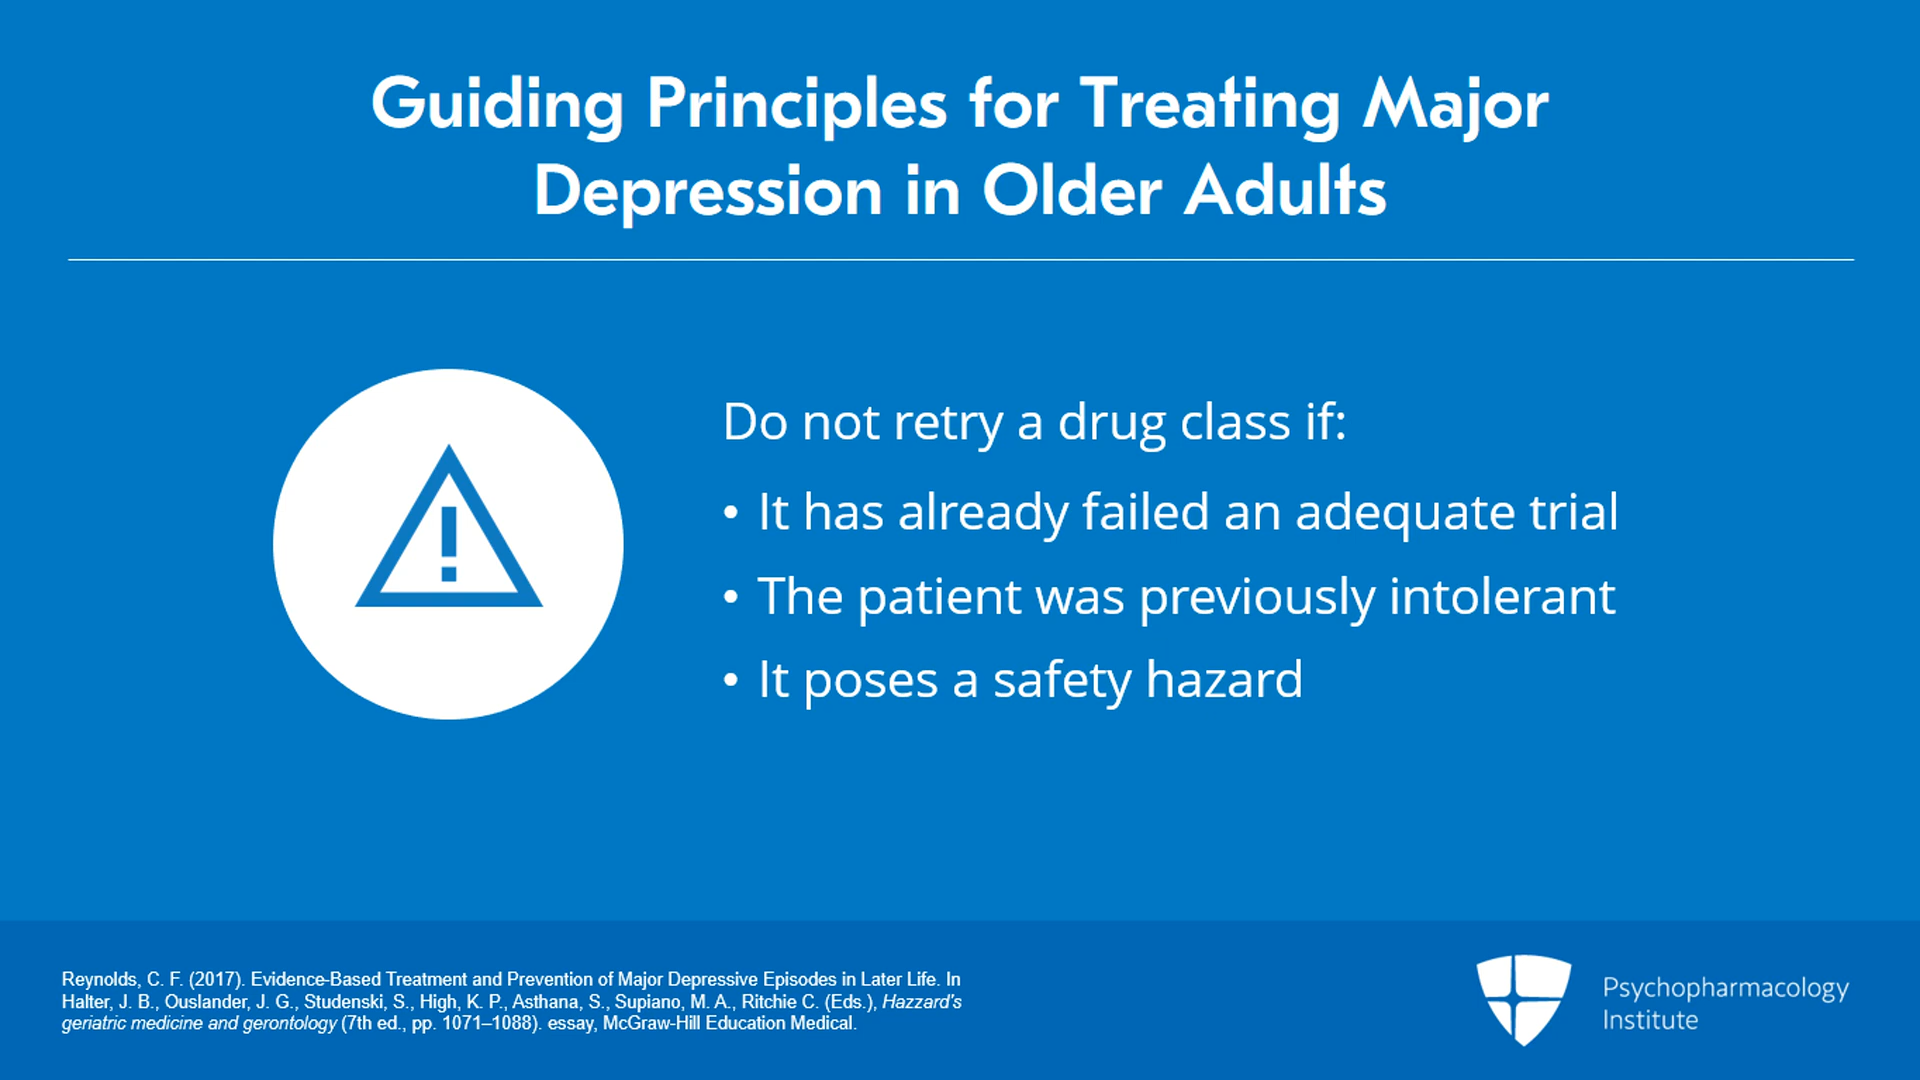 Guiding Principles for Treating Major
Depression in Older Adults
Do not retry a drug class if:
• It has already failed an adequate trial
• The patient was previously intolerant
• It poses a safety hazard
Reynolds, C. F. (2017). Evidence-Based Treatment and Prevention of Major Depressive Episodes in Later Life. In
Halter, J. B., Ouslander, J. G., Studenski, S., High, K. P., Asthana, S., Supiano, M. A., Ritchie C. (Eds.), Hazzard's
geriatric medicine and gerontology (7th ed., pp. 1071–1088). essay, McGraw-Hill Education Medical.
Psychopharmacology
Institute